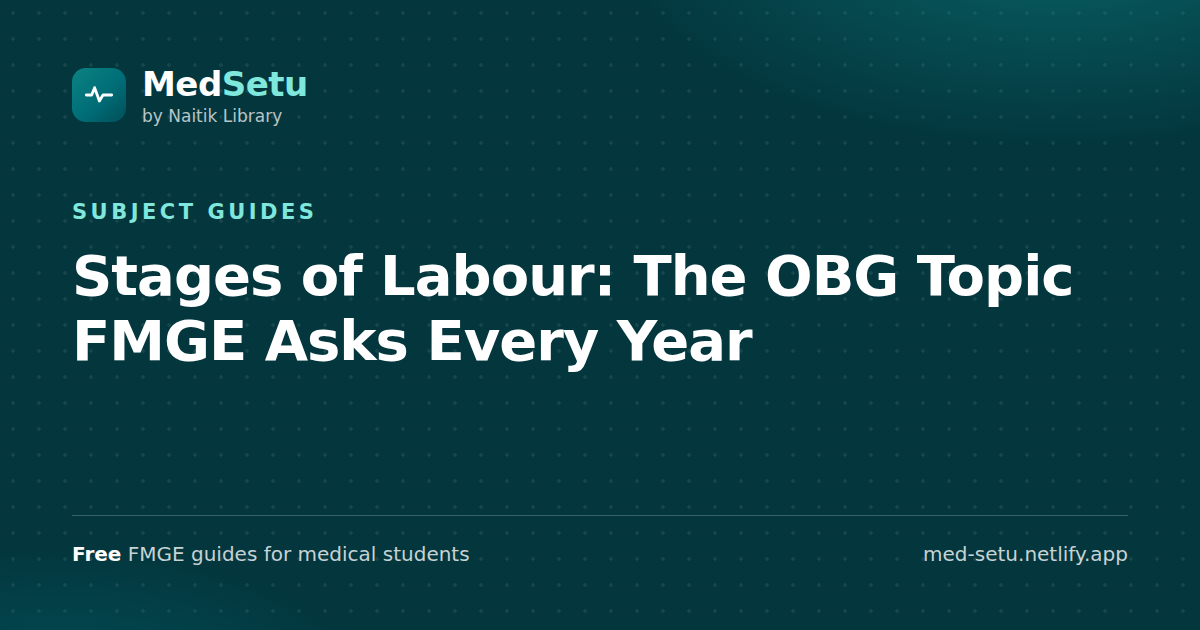 MedSetu
by Naitik Library
SUBJECT GUIDES
Stages of Labour: The OBG Topic
FMGE Asks Every Year
Free FMGE guides for medical students
med-setu.netlify.app